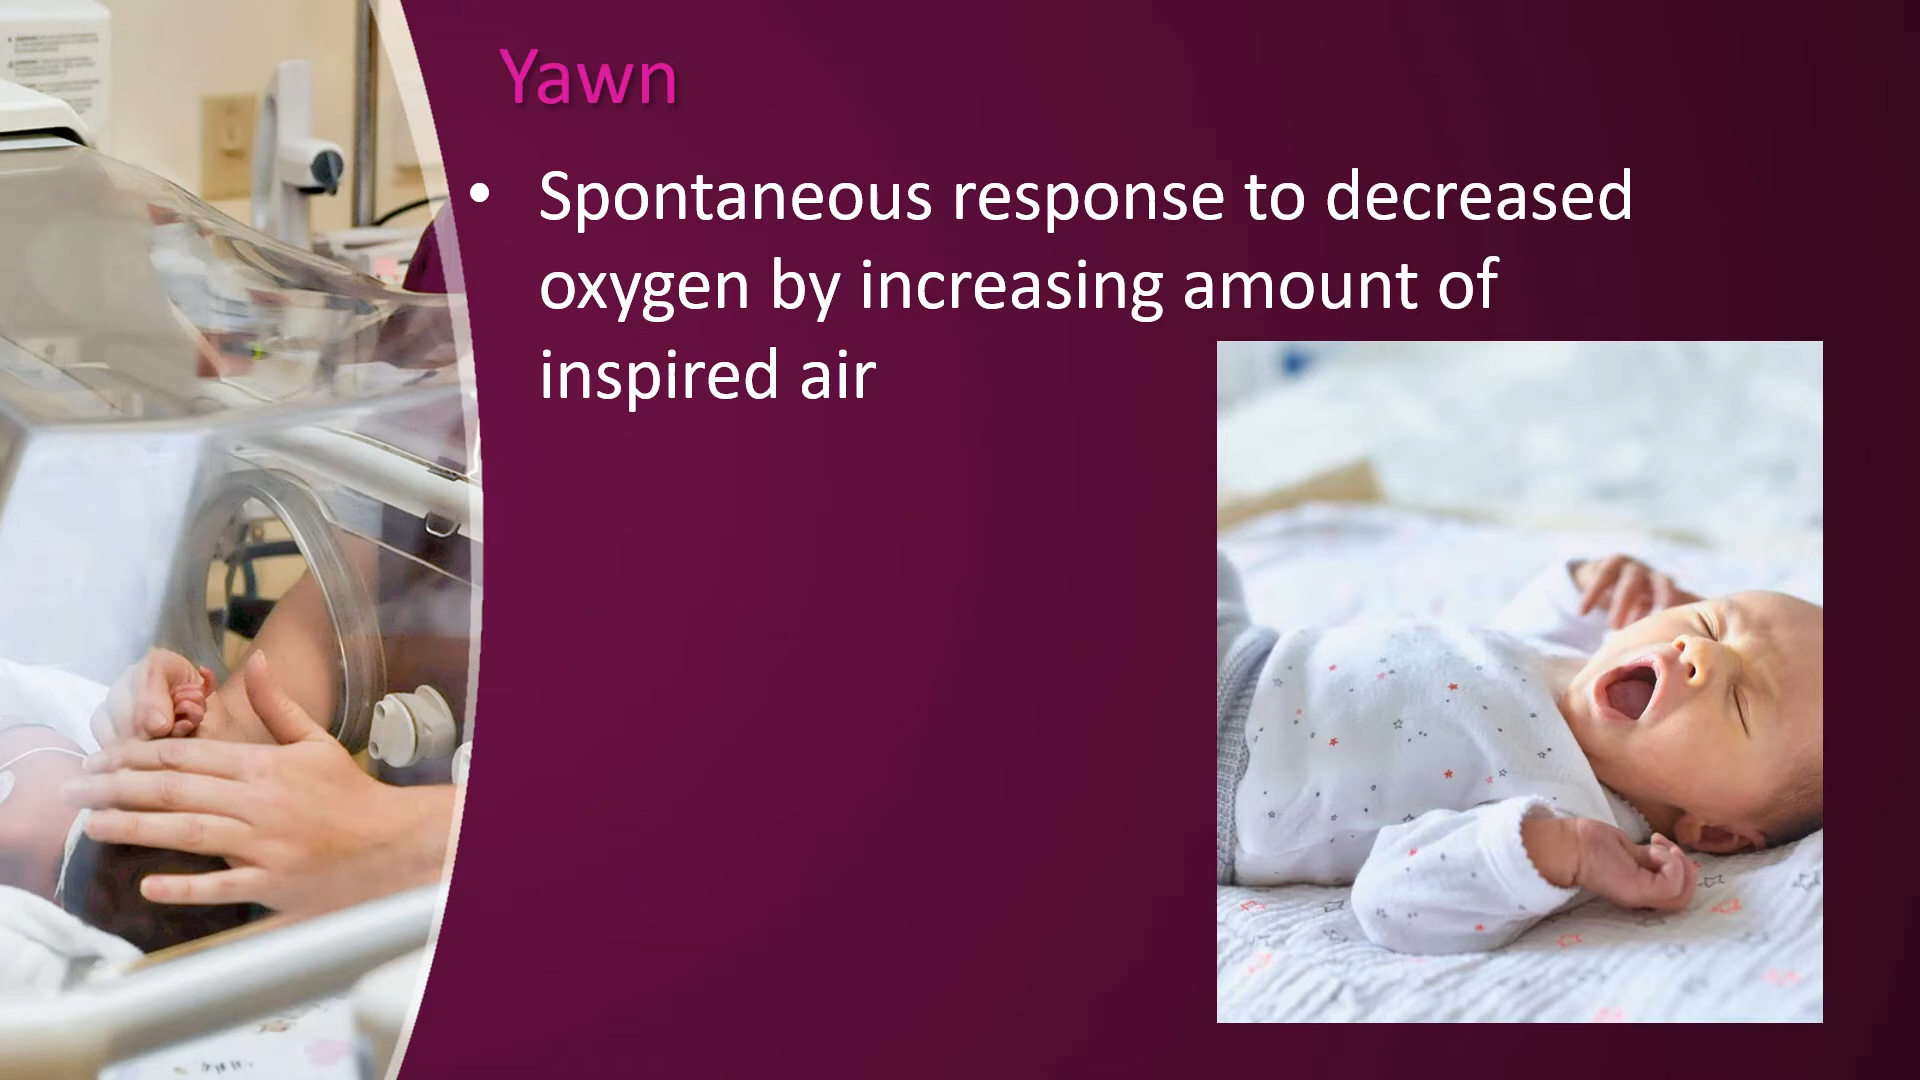 Yawn
• Spontaneous response to decreased
oxygen by increasing amount of
inspired air